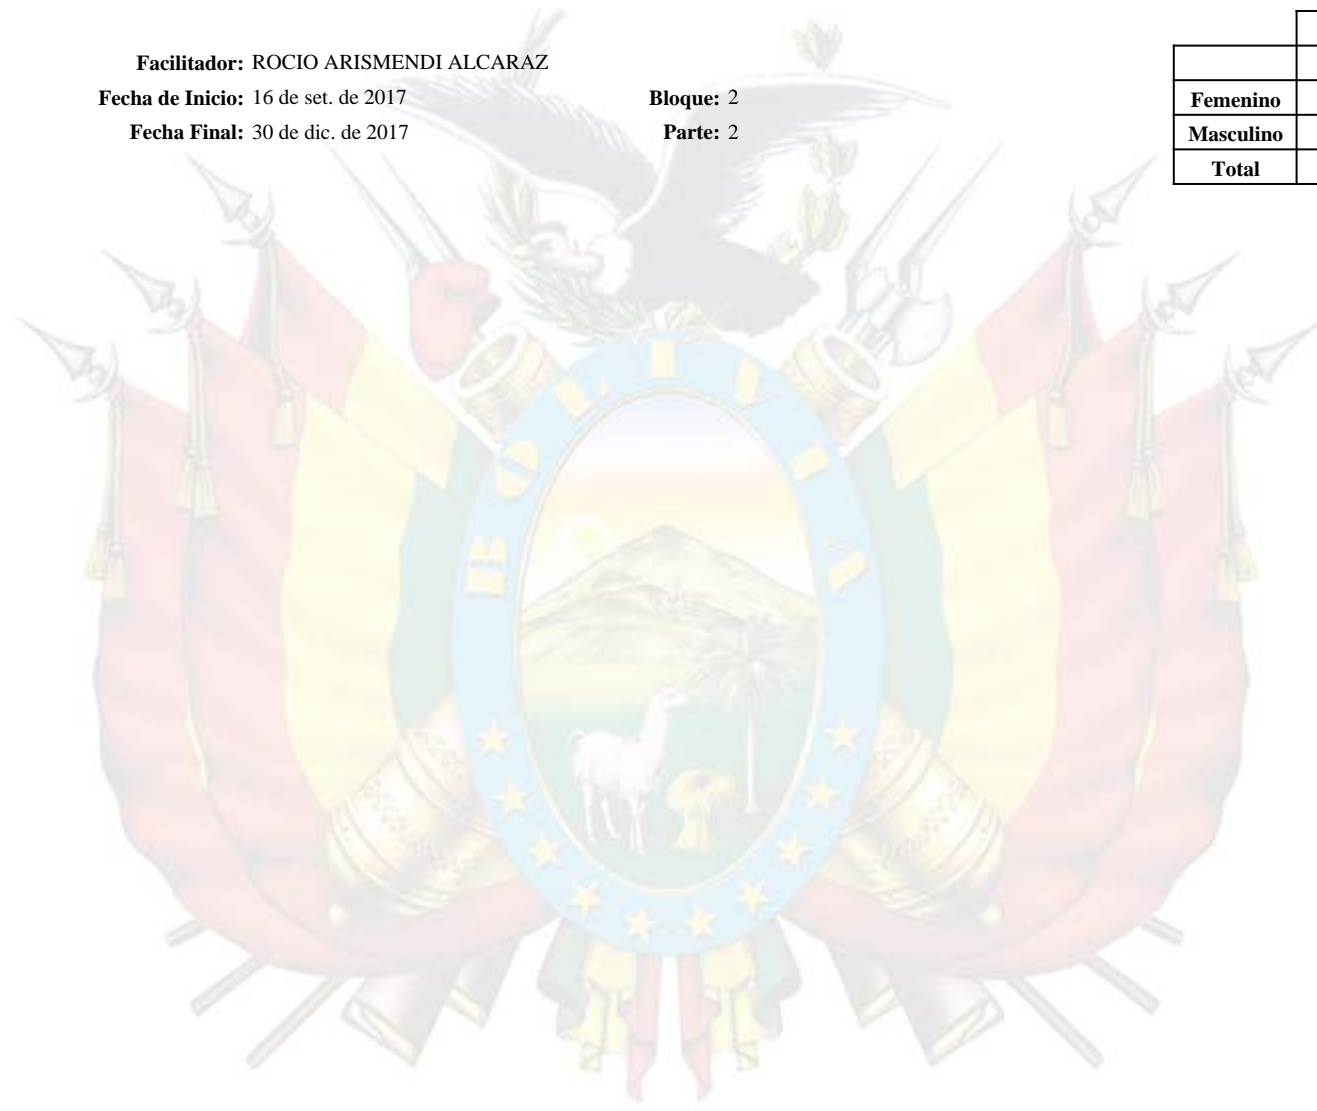 Facilitador: ROCIO ARISMENDI ALCARAZ
Fecha de Inicio: 16 de set. de 2017 Bloque: 2
Fecha Final: 30 de dic. de 2017 Parte: 2
Femenino
Masculino
Total
BOLIVIA